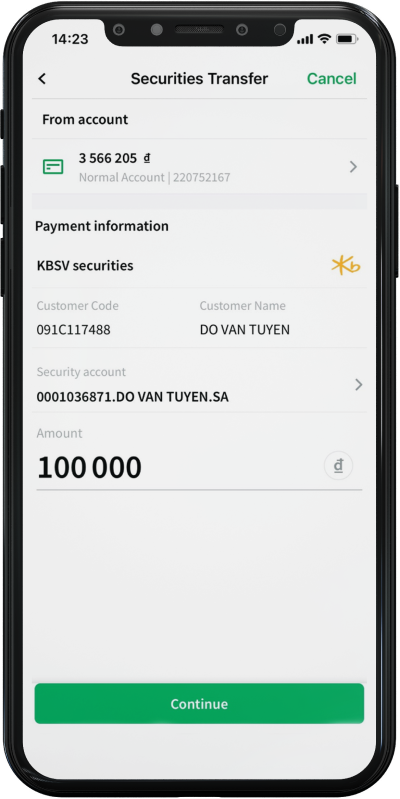 14:23
Securities Transfer
Cancel
From account
3 566 205 đ
Normal Account | 220752167
Payment information
KBSV securities
Kb
Customer Code
Customer Name
091C117488
DO VAN TUYEN
Security account
0001036871.DO VAN TUYEN.SA
Amount
100 000
đ
Continue